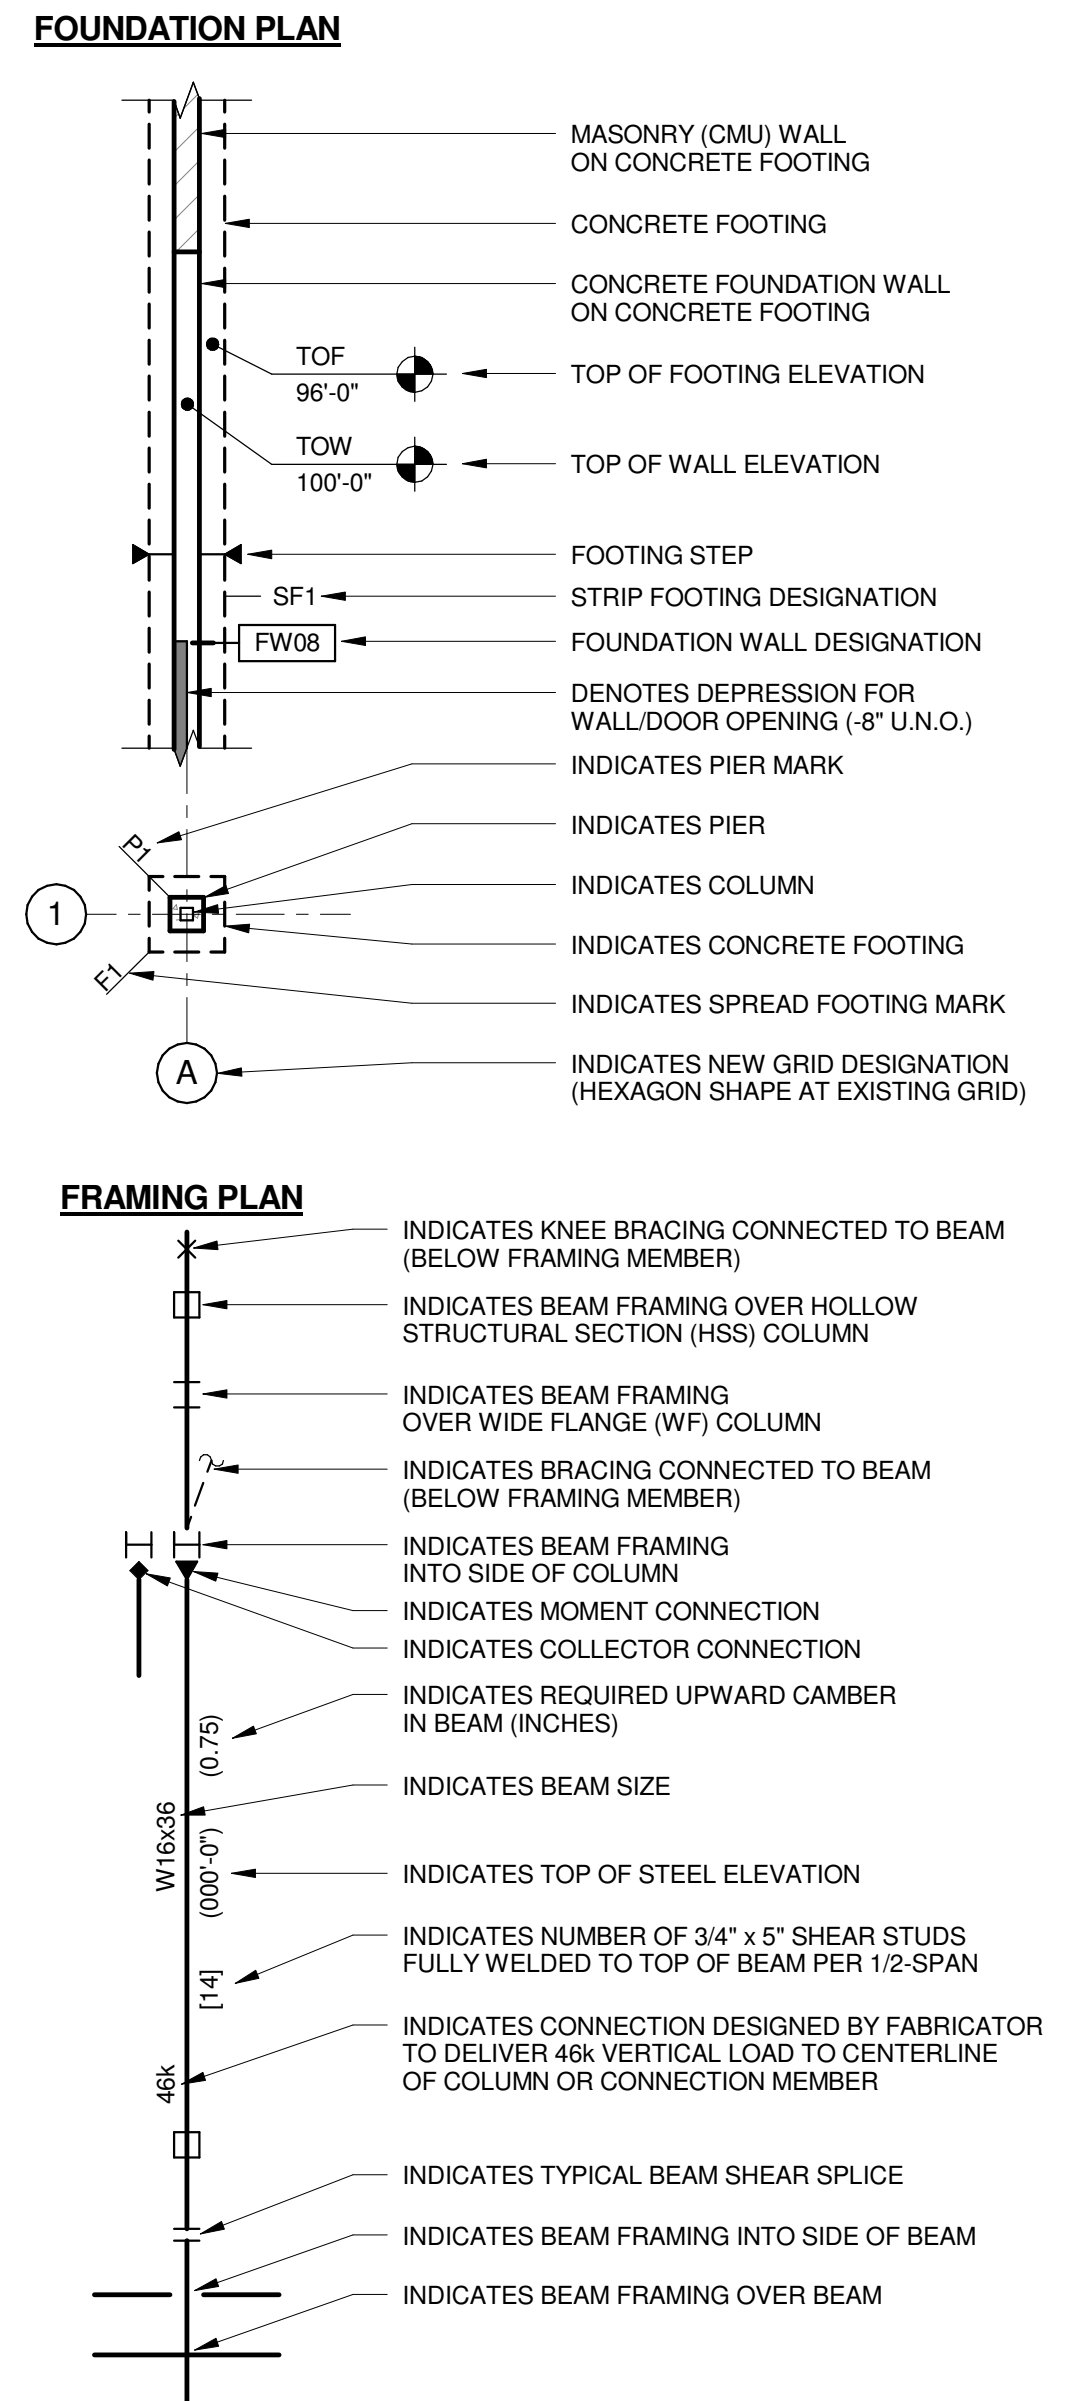 FOUNDATION PLAN
MASONRY (CMU) WALL
ON CONCRETE FOOTING
CONCRETE FOOTING
CONCRETE FOUNDATION WALL
ON CONCRETE FOOTING
TOF
96'-0"
TOP OF FOOTING ELEVATION
TOW
100'-0"
TOP OF WALL ELEVATION
FOOTING STEP
SF1
STRIP FOOTING DESIGNATION
FW08
FOUNDATION WALL DESIGNATION
DENOTES DEPRESSION FOR
WALL/DOOR OPENING (-8" U.N.O.)
INDICATES PIER MARK
P1
INDICATES PIER
INDICATES COLUMN
1
INDICATES CONCRETE FOOTING
F1
INDICATES SPREAD FOOTING MARK
A
INDICATES NEW GRID DESIGNATION
(HEXAGON SHAPE AT EXISTING GRID)
FRAMING PLAN
INDICATES KNEE BRACING CONNECTED TO BEAM
(BELOW FRAMING MEMBER)
INDICATES BEAM FRAMING OVER HOLLOW
STRUCTURAL SECTION (HSS) COLUMN
INDICATES BEAM FRAMING
OVER WIDE FLANGE (WF) COLUMN
INDICATES BRACING CONNECTED TO BEAM
(BELOW FRAMING MEMBER)
INDICATES BEAM FRAMING
INTO SIDE OF COLUMN
INDICATES MOMENT CONNECTION
INDICATES COLLECTOR CONNECTION
INDICATES REQUIRED UPWARD CAMBER
IN BEAM (INCHES)
(0.75)
INDICATES BEAM SIZE
W16x36
(000'-0")
INDICATES TOP OF STEEL ELEVATION
INDICATES NUMBER OF 3/4" x 5" SHEAR STUDS
FULLY WELDED TO TOP OF BEAM PER 1/2-SPAN
[14]
INDICATES CONNECTION DESIGNED BY FABRICATOR
TO DELIVER 46k VERTICAL LOAD TO CENTERLINE
OF COLUMN OR CONNECTION MEMBER
46k
INDICATES TYPICAL BEAM SHEAR SPLICE
INDICATES BEAM FRAMING INTO SIDE OF BEAM
INDICATES BEAM FRAMING OVER BEAM